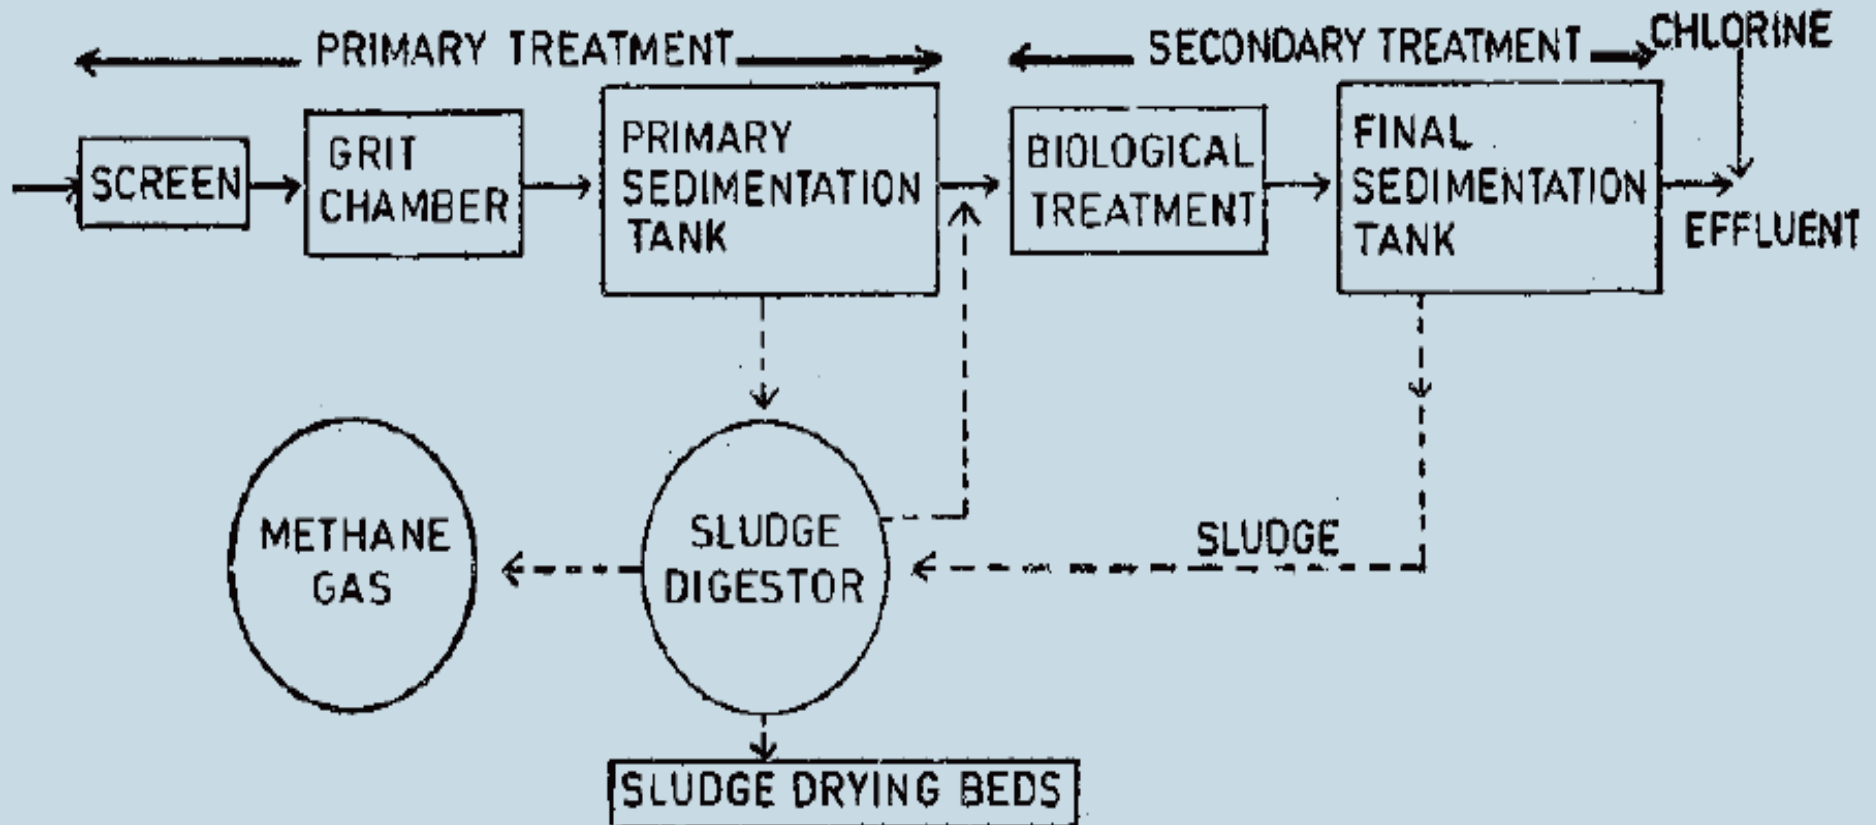 PRIMARY TREATMENT
SECONDARY TREATMENT
CHLORINE
SCREEN
GRIT
CHAMBER
PRIMARY
SEDIMENTATION
TANK
BIOLOGICAL
TREATMENT
FINAL
SEDIMENTATION
TANK
EFFLUENT
METHANE
GAS
SLUDGE
DIGESTOR
SLUDGE
SLUDGE DRYING BEDS